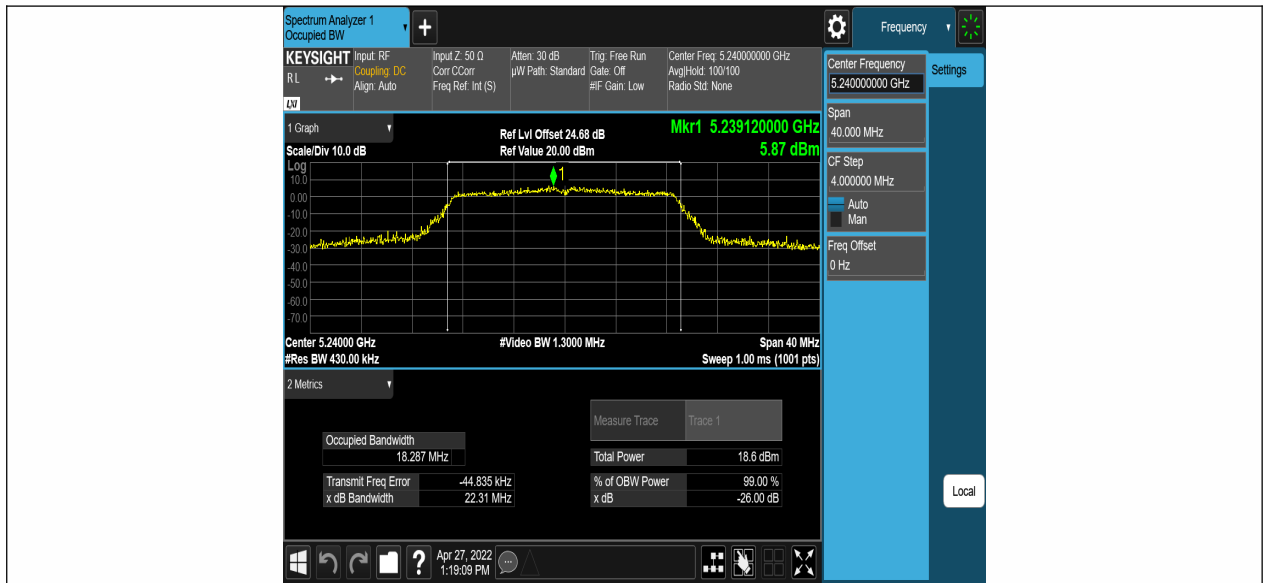 Spectrum Analyzer 1
Occupied BW
+
Frequency
KEYSIGHT
RL
LXI
Input: RF
Coupling: DC
Align: Auto
Input Z: 50 Ω
Corr CCorr
Freq Ref: Int (S)
Atten: 30 dB
µW Path: Standard
Trig: Free Run
Gate: Off
#IF Gain: Low
Center Freq: 5.240000000 GHz
Avg|Hold: 100/100
Radio Std: None
Center Frequency
5.240000000 GHz
Settings
Span
40.000 MHz
CF Step
4.000000 MHz
Auto
Man
Freq Offset
0 Hz
Local
1 Graph
Scale/Div 10.0 dB
Ref Lvl Offset 24.68 dB
Ref Value 20.00 dBm
Mkr1 5.239120000 GHz
5.87 dBm
Log
10.0
0.00
-10.0
-20.0
-30.0
-40.0
-50.0
-60.0
-70.0
1
Center 5.24000 GHz
#Res BW 430.00 kHz
#Video BW 1.3000 MHz
Span 40 MHz
Sweep 1.00 ms (1001 pts)
2 Metrics
Measure Trace
Trace 1
Occupied Bandwidth
18.287 MHz
Total Power
18.6 dBm
Transmit Freq Error
-44.835 kHz
% of OBW Power
99.00 %
x dB Bandwidth
22.31 MHz
x dB
-26.00 dB
?
Apr 27, 2022
1:19:09 PM